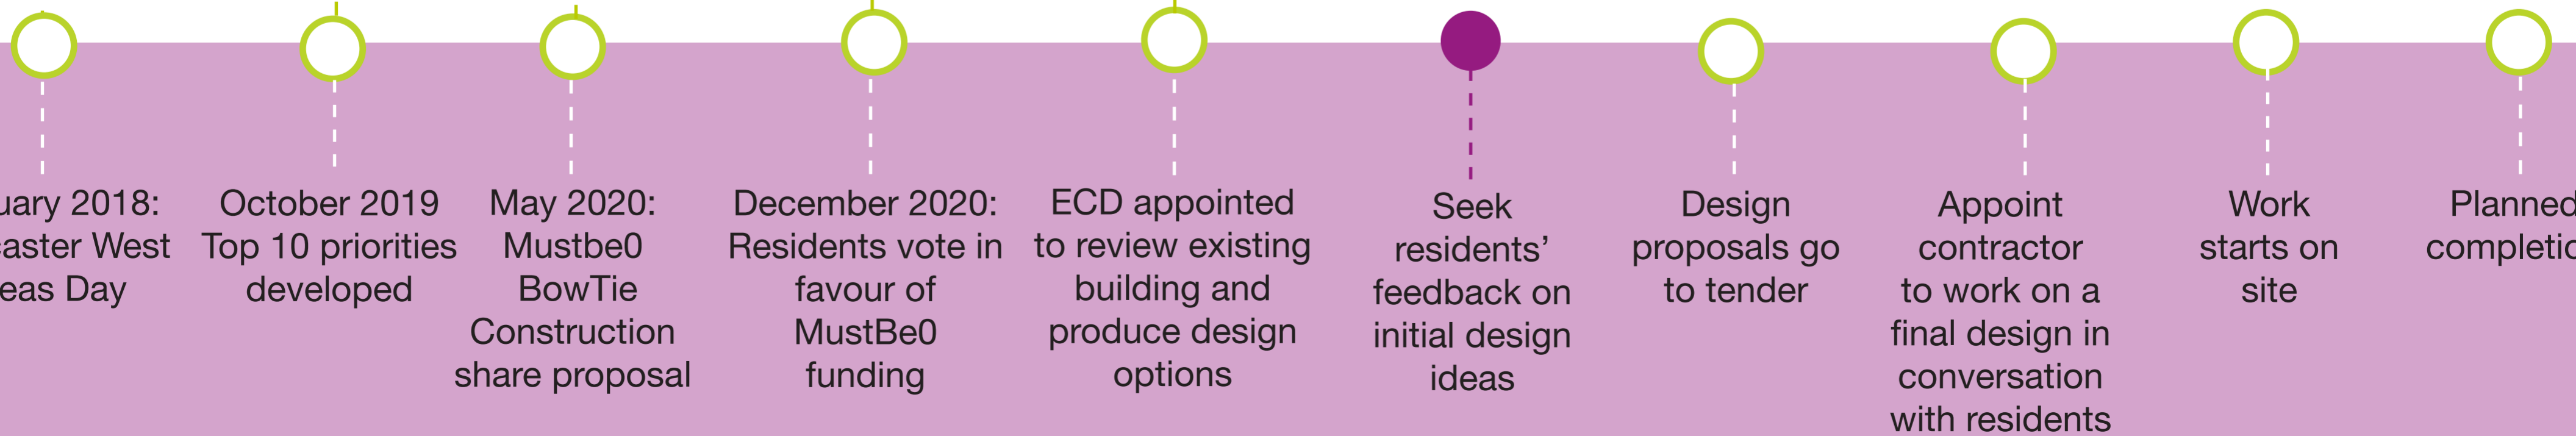 uary 2018:
caster West
eas Day
October 2019
Top 10 priorities
developed
May 2020:
Mustbe0
BowTie
Construction
share proposal
December 2020:
Residents vote in
favour of
MustBe0
funding
ECD appointed
to review existing
building and
produce design
options
Seek
residents’
feedback on
initial design
ideas
Design
proposals go
to tender
Appoint
contractor
to work on a
final design in
conversation
with residents
Work
starts on
site
Planned
completio